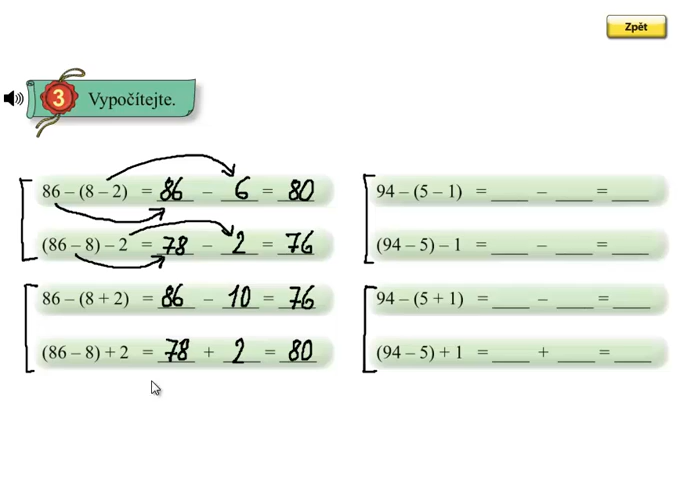 Zpět
3 Vypočítejte.
86 – (8 – 2) = 86 – 6 = 80
(86 – 8) – 2 = 78 – 2 = 76
86 – (8 + 2) = 86 – 10 = 76
(86 – 8) + 2 = 78 + 2 = 80
94 – (5 – 1) = ____ – ____ = ____
(94 – 5) – 1 = ____ – ____ = ____
94 – (5 + 1) = ____ – ____ = ____
(94 – 5) + 1 = ____ + ____ = ____